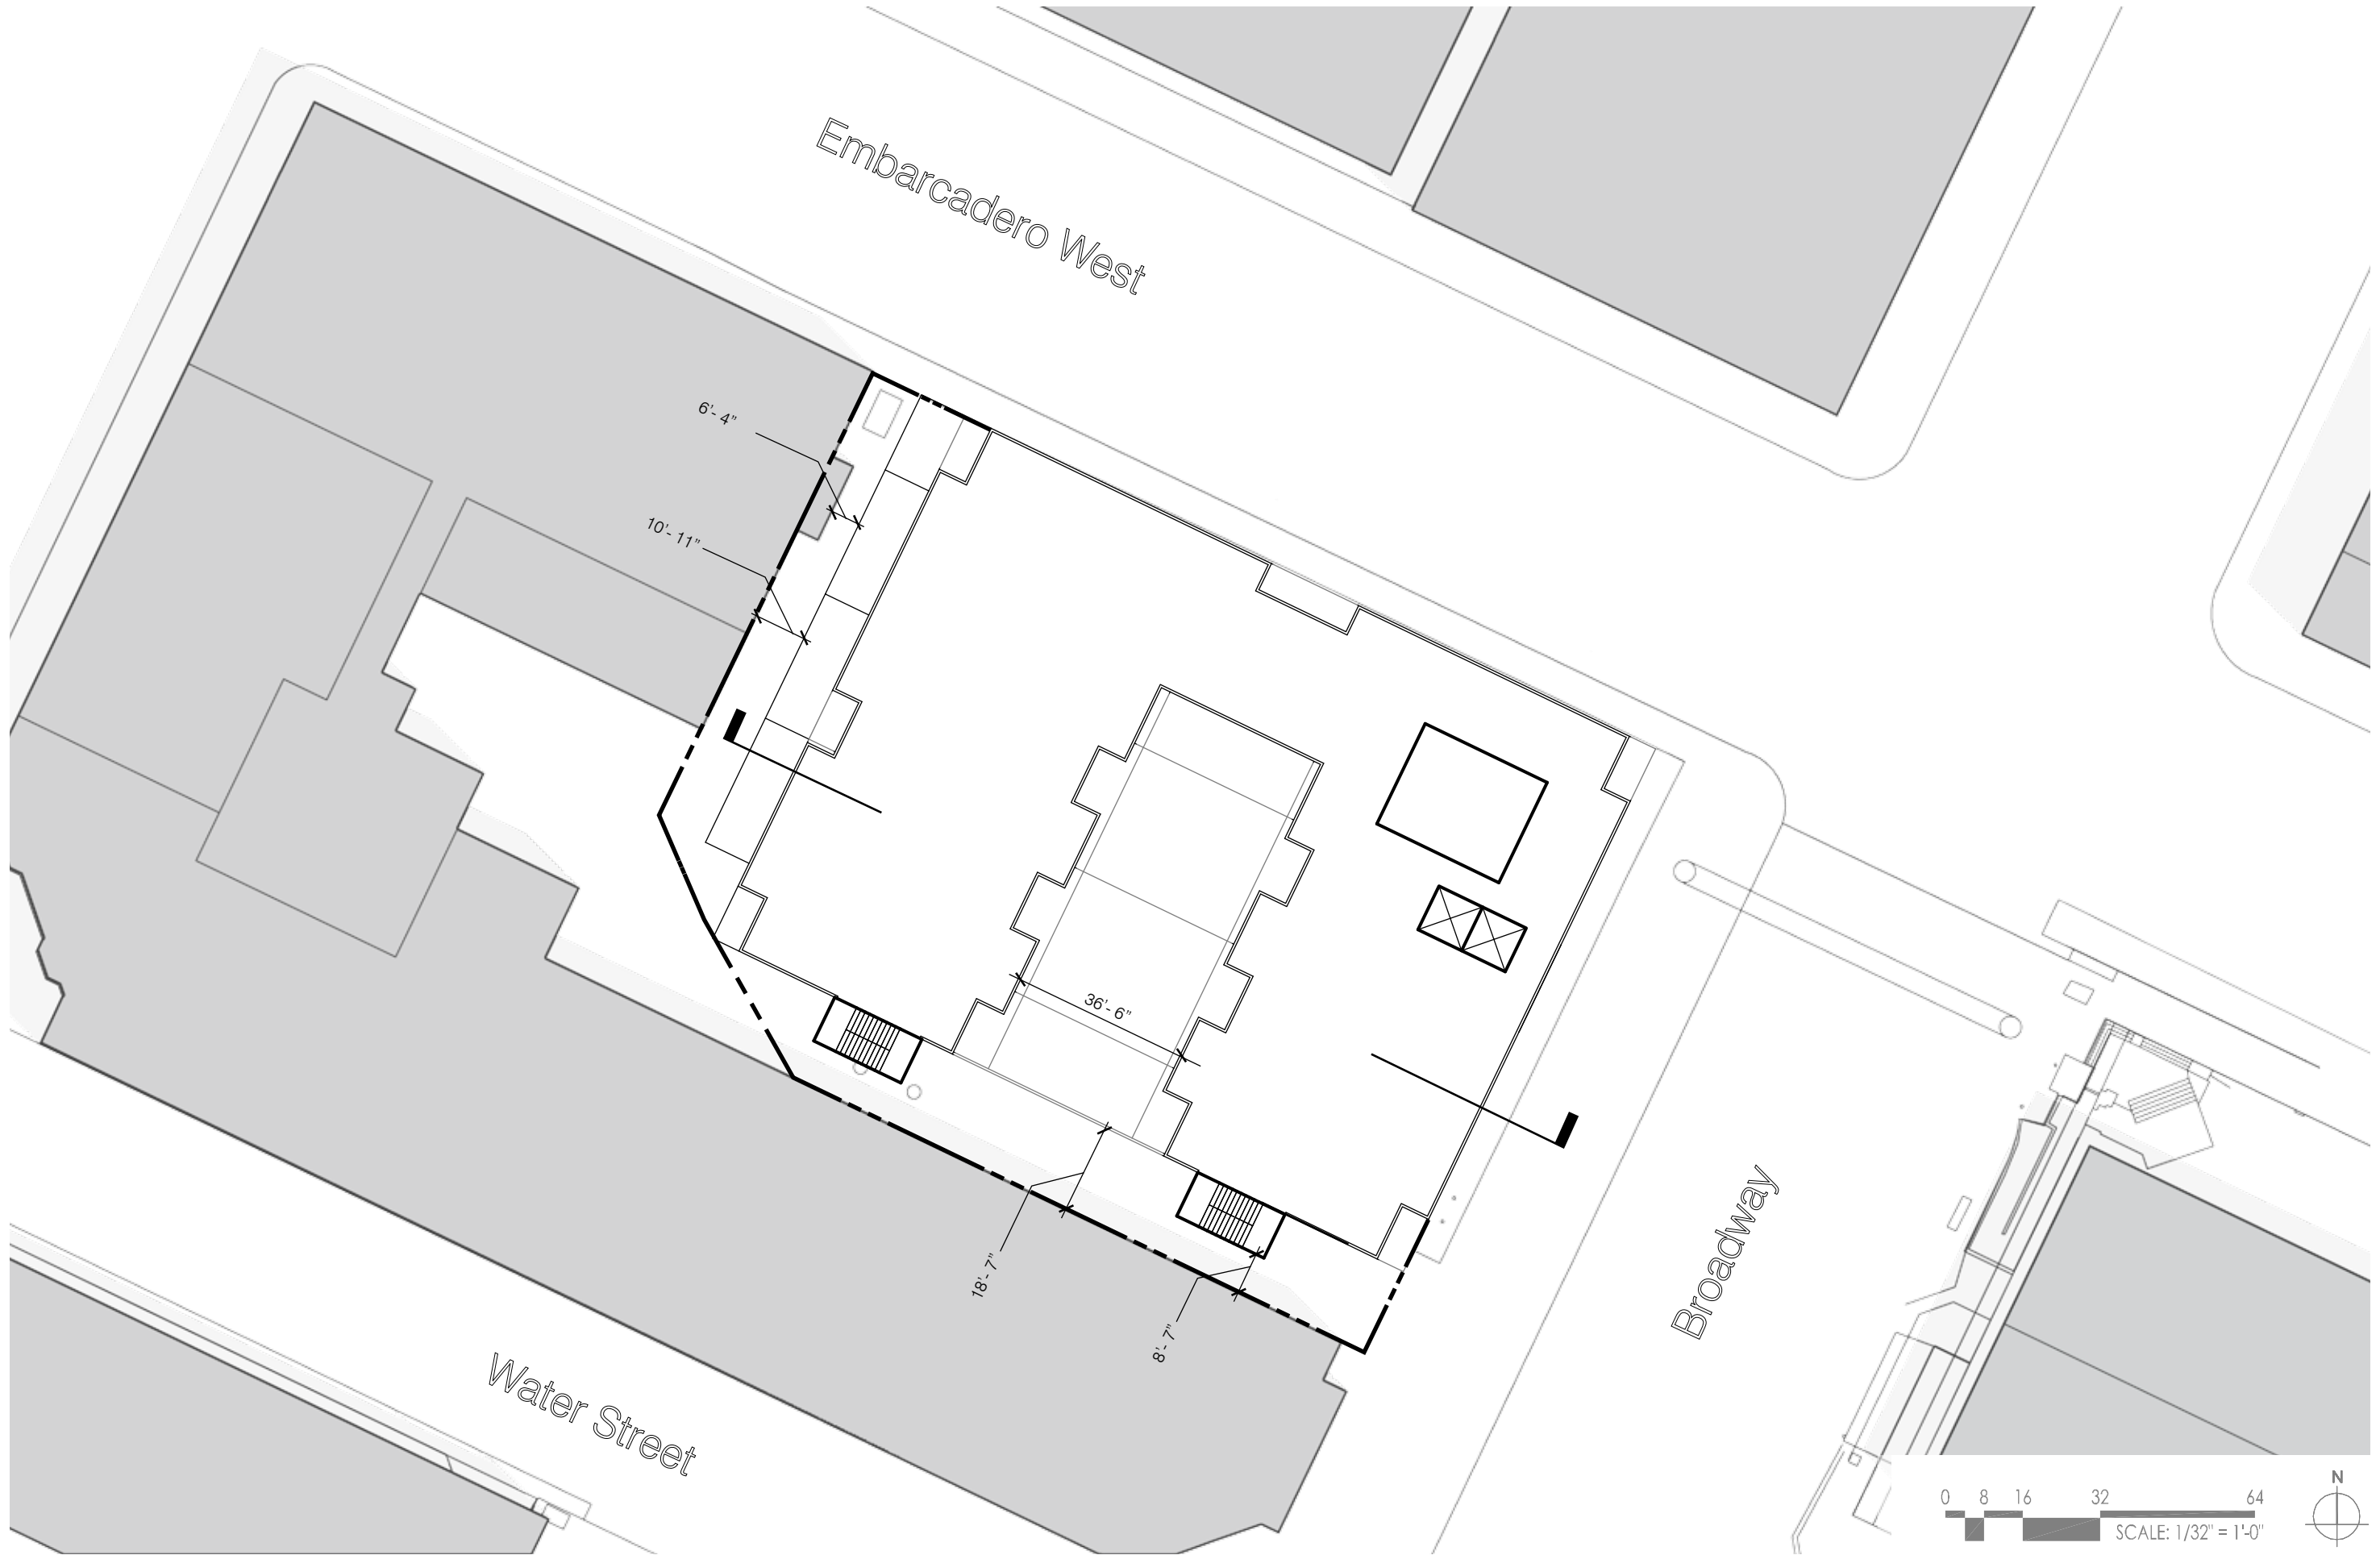 Embarcadero West
6'- 4"
10'- 11"
36'- 6"
18'- 7"
8'- 7"
Broadway
Water Street
0 8 16 32 64
SCALE: 1/32" = 1'-0"
N